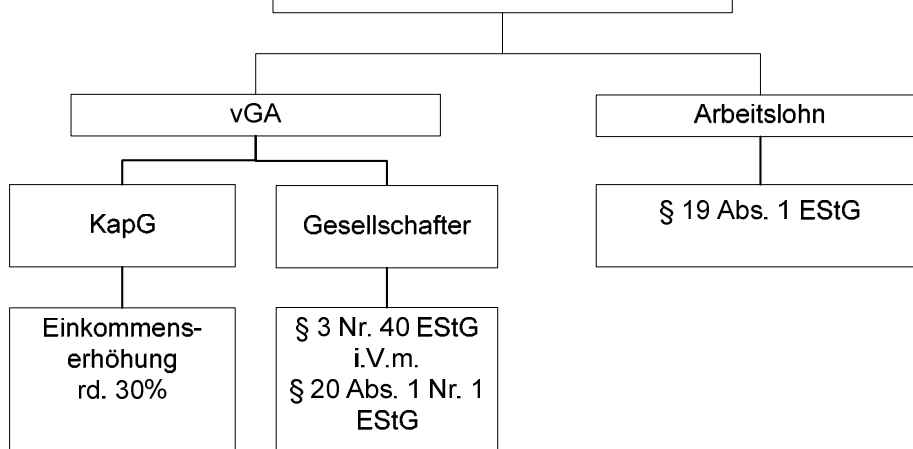 vGA
Arbeitslohn
KapG
Gesellschafter
§ 19 Abs. 1 EStG
Einkommens-
erhöhung
rd. 30%
§ 3 Nr. 40 EStG
i.V.m.
§ 20 Abs. 1 Nr. 1
EStG